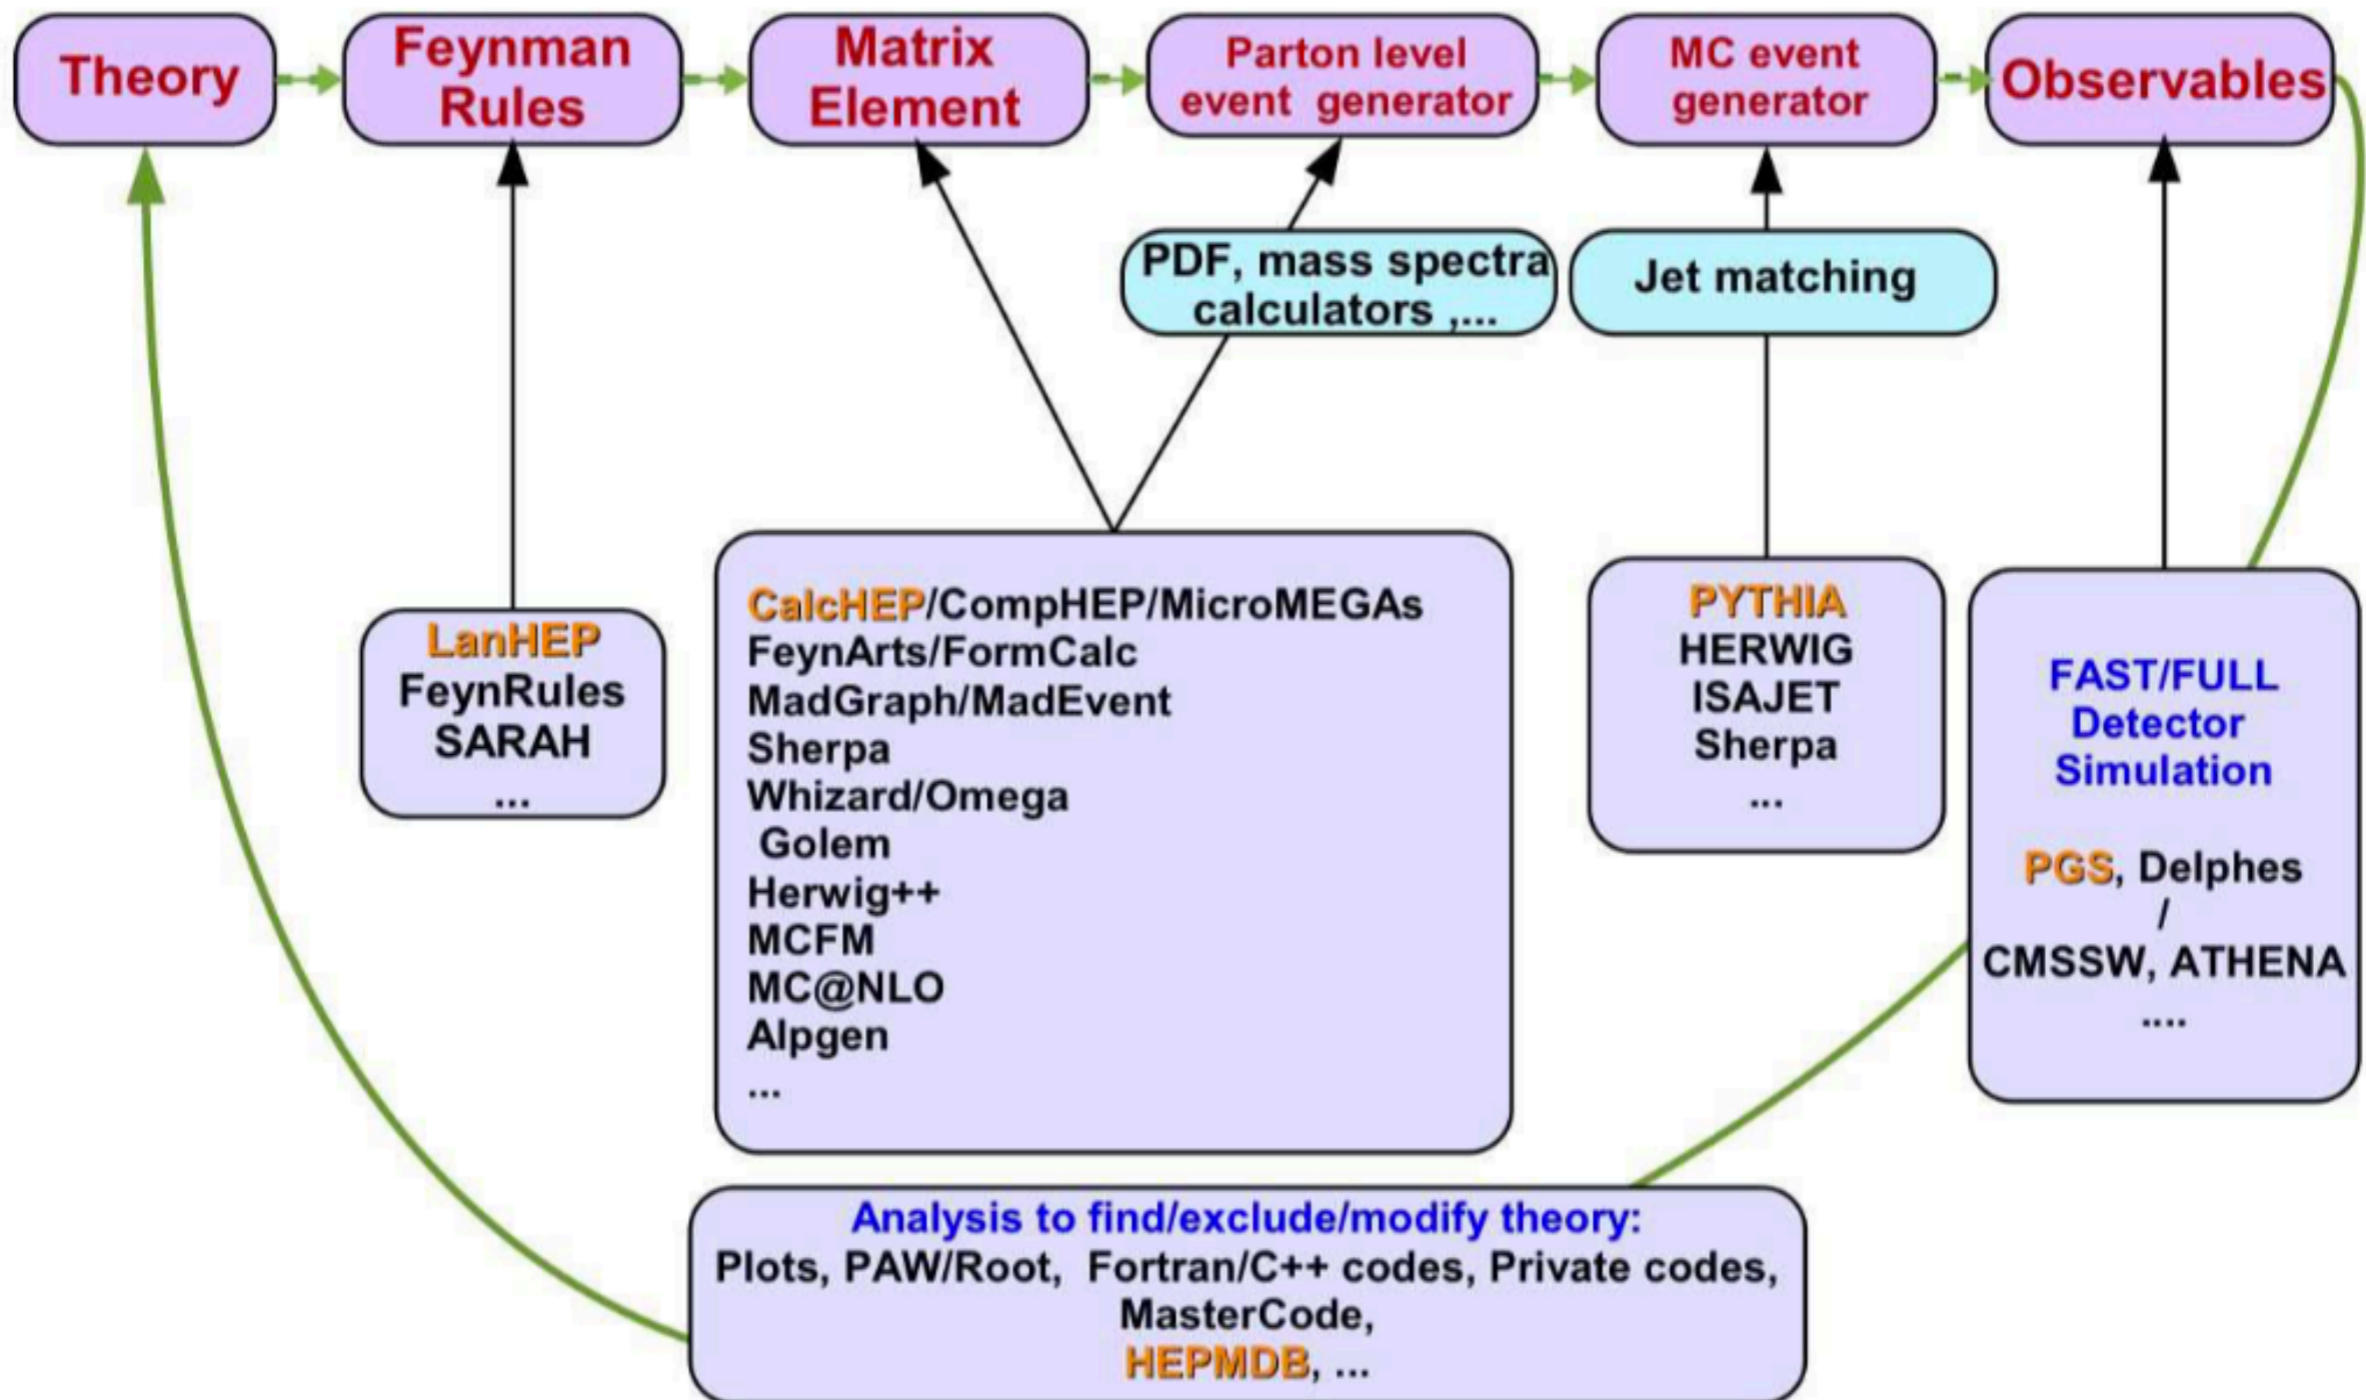 Theory
Feynman
Rules
Matrix
Element
Parton level
event generator
MC event
generator
Observables
PDF, mass spectra
calculators ,...
Jet matching
LanHEP
FeynRules
SARAH
...
CalcHEP/CompHEP/MicroMEGAs
FeynArts/FormCalc
MadGraph/MadEvent
Sherpa
Whizard/Omega
Golem
Herwig++
MCFM
MC@NLO
Alpgen
...
PYTHIA
HERWIG
ISAJET
Sherpa
...
FAST/FULL
Detector
Simulation
PGS, Delphes
/
CMSSW, ATHENA
....
Analysis to find/exclude/modify theory:
Plots, PAW/Root, Fortran/C++ codes, Private codes,
MasterCode,
HEPMDB, ...